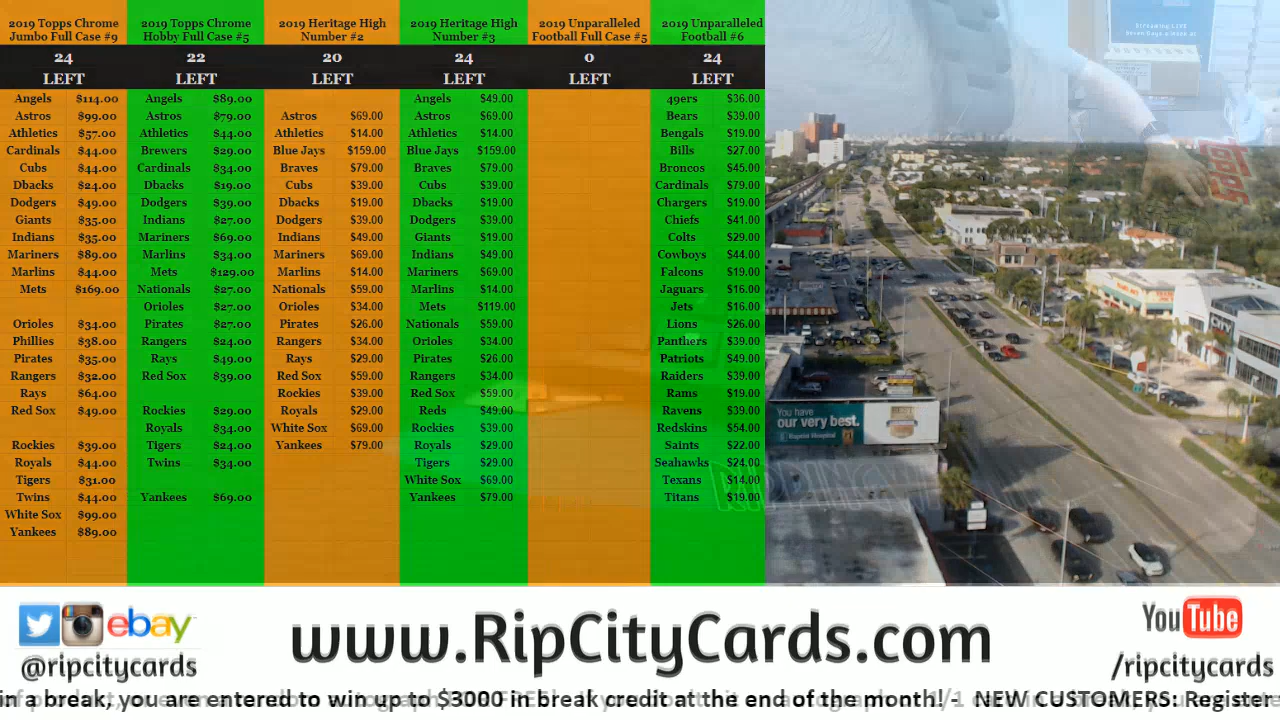 2019 Topps Chrome Jumbo Full Case #9
24
LEFT
Angels $114.00
Astros $99.00
Athletics $57.00
Cardinals $44.00
Cubs $44.00
Dbacks $24.00
Dodgers $49.00
Giants $35.00
Indians $35.00
Mariners $89.00
Marlins $44.00
Mets $169.00
Orioles $34.00
Phillies $38.00
Pirates $35.00
Rangers $32.00
Rays $64.00
Red Sox $49.00
Rockies $39.00
Royals $44.00
Tigers $31.00
Twins $44.00
White Sox $99.00
Yankees $89.00
2019 Topps Chrome Hobby Full Case #5
22
LEFT
Angels $89.00
Astros $79.00
Athletics $44.00
Brewers $29.00
Cardinals $34.00
Dbacks $19.00
Dodgers $39.00
Indians $27.00
Mariners $69.00
Marlins $34.00
Mets $129.00
Nationals $27.00
Orioles $27.00
Pirates $27.00
Rangers $24.00
Rays $49.00
Red Sox $39.00
Rockies $29.00
Royals $34.00
Tigers $24.00
Twins $34.00
Yankees $69.00
2019 Heritage High Number #2
20
LEFT
Astros $69.00
Athletics $14.00
Blue Jays $159.00
Braves $79.00
Cubs $39.00
Dbacks $19.00
Dodgers $39.00
Indians $49.00
Mariners $69.00
Marlins $14.00
Nationals $59.00
Orioles $34.00
Pirates $26.00
Rangers $34.00
Rays $29.00
Red Sox $59.00
Rockies $39.00
Royals $29.00
White Sox $69.00
Yankees $79.00
2019 Heritage High Number #3
24
LEFT
Angels $49.00
Astros $69.00
Athletics $14.00
Blue Jays $159.00
Braves $79.00
Cubs $39.00
Dbacks $19.00
Dodgers $39.00
Giants $19.00
Indians $49.00
Mariners $69.00
Marlins $14.00
Mets $119.00
Nationals $59.00
Orioles $34.00
Pirates $26.00
Rangers $34.00
Red Sox $59.00
Reds $49.00
Rockies $39.00
Royals $29.00
Tigers $29.00
White Sox $69.00
Yankees $79.00
2019 Unparalleled Football Full Case #5
0
LEFT
2019 Unparalleled Football #6
24
LEFT
49ers $36.00
Bears $39.00
Bengals $19.00
Bills $27.00
Broncos $45.00
Cardinals $79.00
Chargers $19.00
Chiefs $41.00
Colts $29.00
Cowboys $44.00
Falcons $19.00
Jaguars $16.00
Jets $16.00
Lions $26.00
Panthers $39.00
Patriots $49.00
Raiders $39.00
Rams $19.00
Ravens $39.00
Redskins $54.00
Saints $22.00
Seahawks $24.00
Texans $14.00
Titans $19.00
Streaming LIVE
Topps
You have
our very best.
Baptist Hospital
ebay
@ripcitycards
www.RipCityCards.com
YouTube
/ripcitycards
in a break, you are entered to win up to $3000 in break credit at the end of the month! - NEW CUSTOMERS: Register